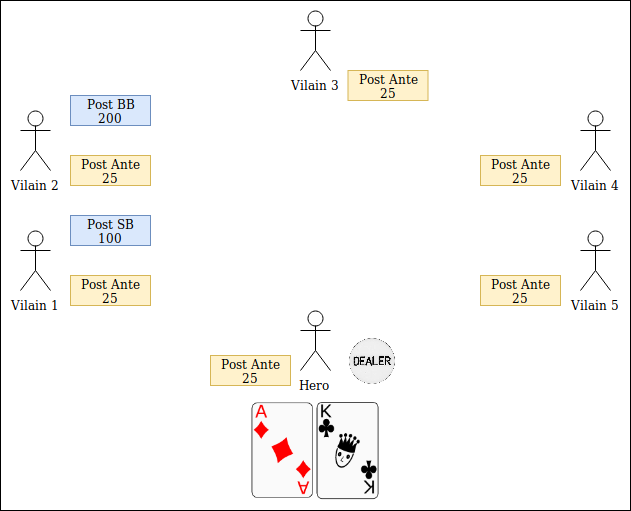 Vilain 3
Post Ante
25
Post BB
200
Vilain 2
Post Ante
25
Post Ante
25
Vilain 4
Post SB
100
Vilain 1
Post Ante
25
Post Ante
25
Vilain 5
Post Ante
25
Hero
DEALER
A
A
K
K